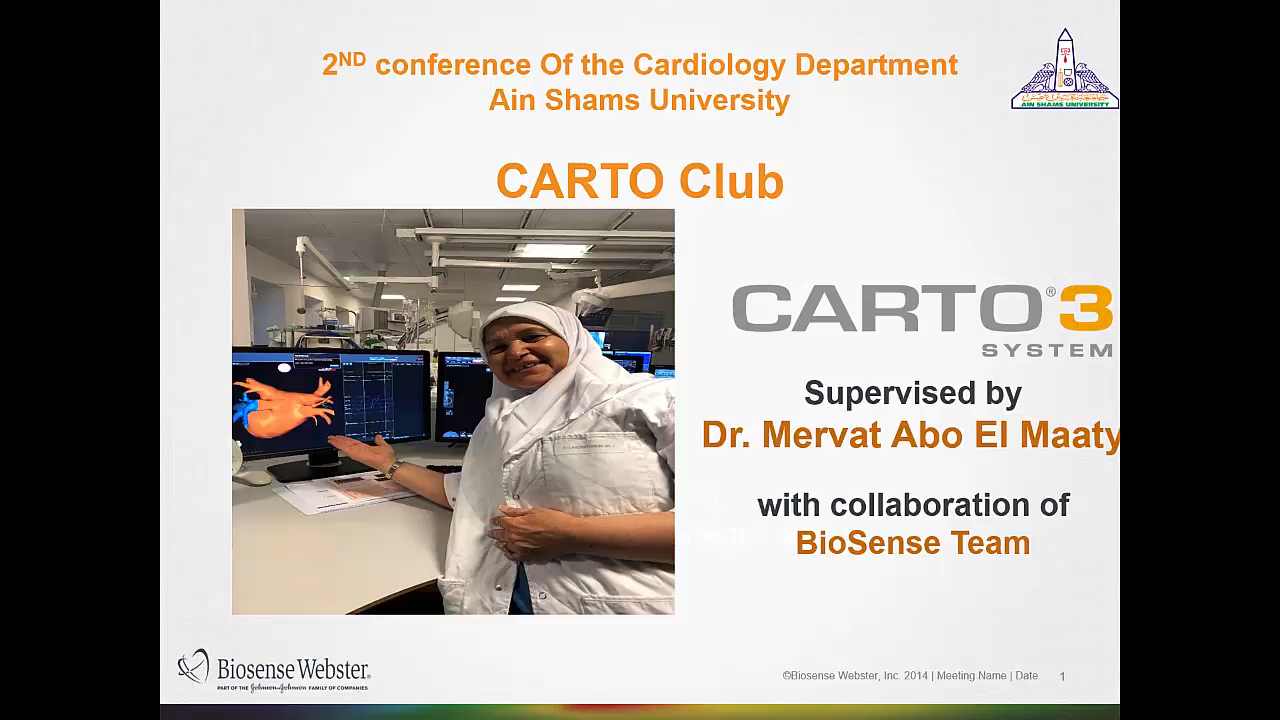 2ND conference Of the Cardiology Department
Ain Shams University
AIN SHAMS UNIVERSITY
CARTO Club
CARTO® 3
SYSTEM
Supervised by
Dr. Mervat Abo El Maaty
with collaboration of
BioSense Team
Biosense Webster®
PART OF THE Johnson&Johnson FAMILY OF COMPANIES
©Biosense Webster, Inc. 2014 | Meeting Name | Date
1